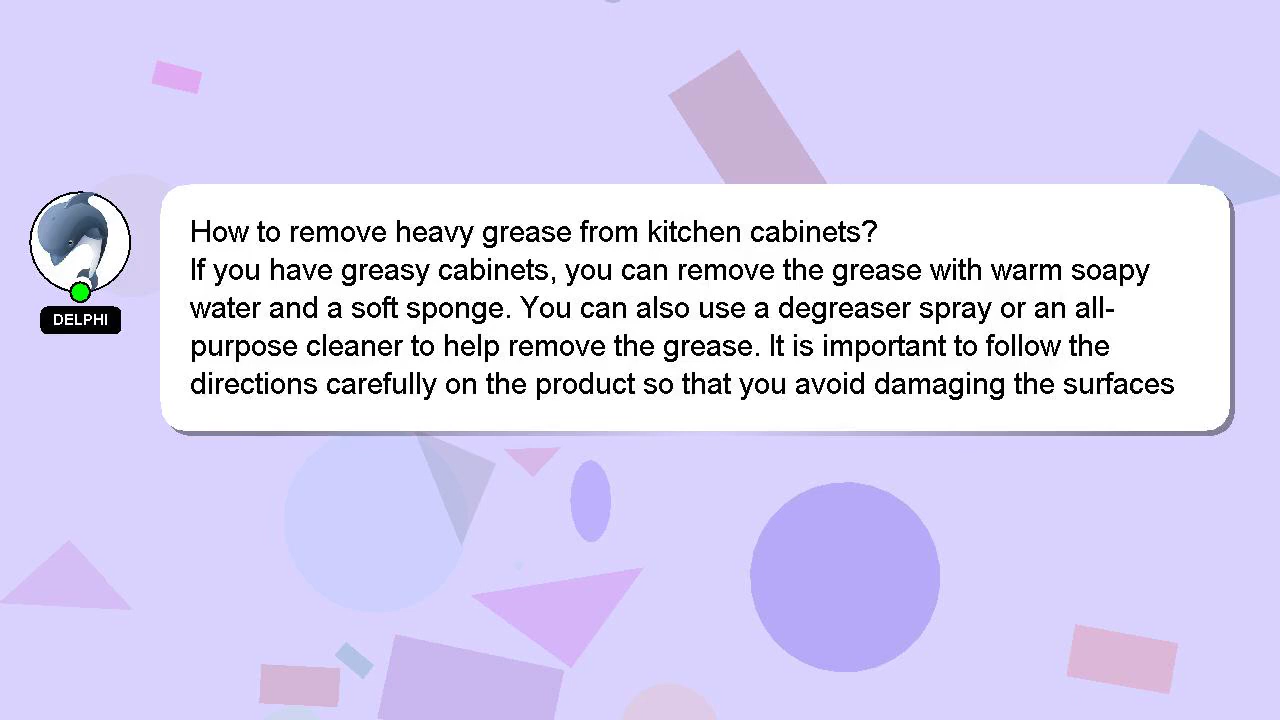 How to remove heavy grease from kitchen cabinets?
If you have greasy cabinets, you can remove the grease with warm soapy
water and a soft sponge. You can also use a degreaser spray or an all-
purpose cleaner to help remove the grease. It is important to follow the
directions carefully on the product so that you avoid damaging the surfaces
DELPHI